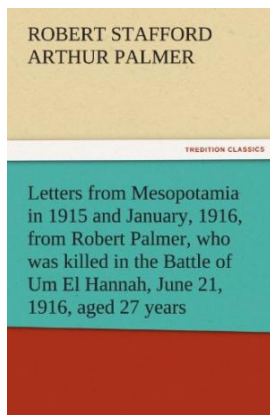 ROBERT STAFFORD
ARTHUR PALMER
TREDITION CLASSICS
Letters from Mesopotamia
in 1915 and January, 1916,
from Robert Palmer, who
was killed in the Battle of
Um El Hannah, June 21,
1916, aged 27 years